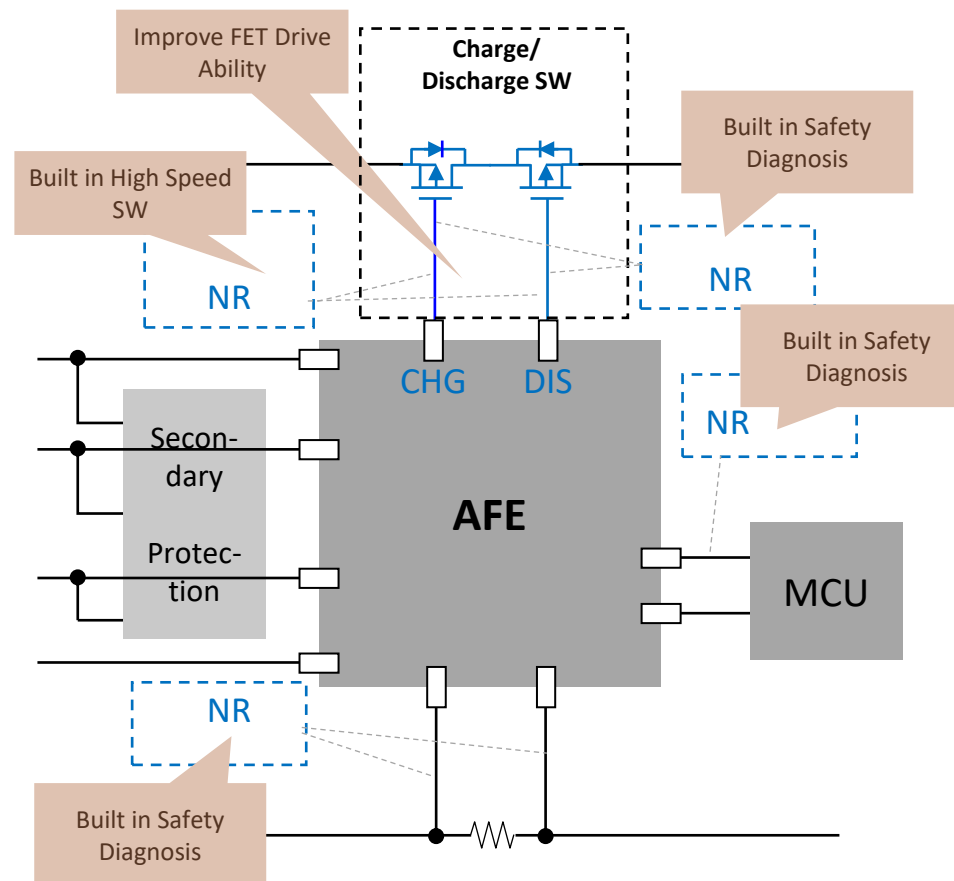 Improve FET Drive
Ability
Charge/
Discharge SW
Built in Safety
Diagnosis
Built in High Speed
SW
NR
NR
Built in Safety
Diagnosis
CHG
DIS
NR
Secon-
dary
Protec-
tion
AFE
MCU
NR
Built in Safety
Diagnosis